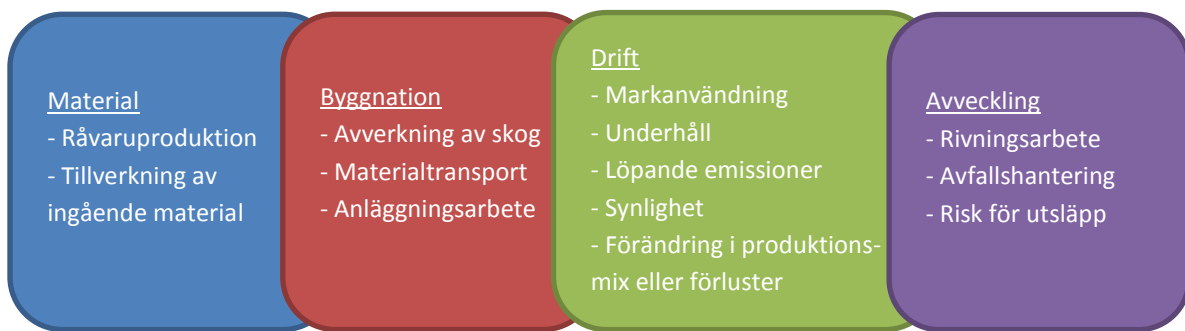 Material
- Råvaruproduktion
- Tillverkning av
ingående material
Byggnation
- Avverkning av skog
- Materialtransport
- Anläggningsarbete
Drift
- Markanvändning
- Underhåll
- Löpande emissioner
- Synlighet
- Förändring i produktions-
mix eller förluster
Avveckling
- Rivningsarbete
- Avfallshantering
- Risk för utsläpp